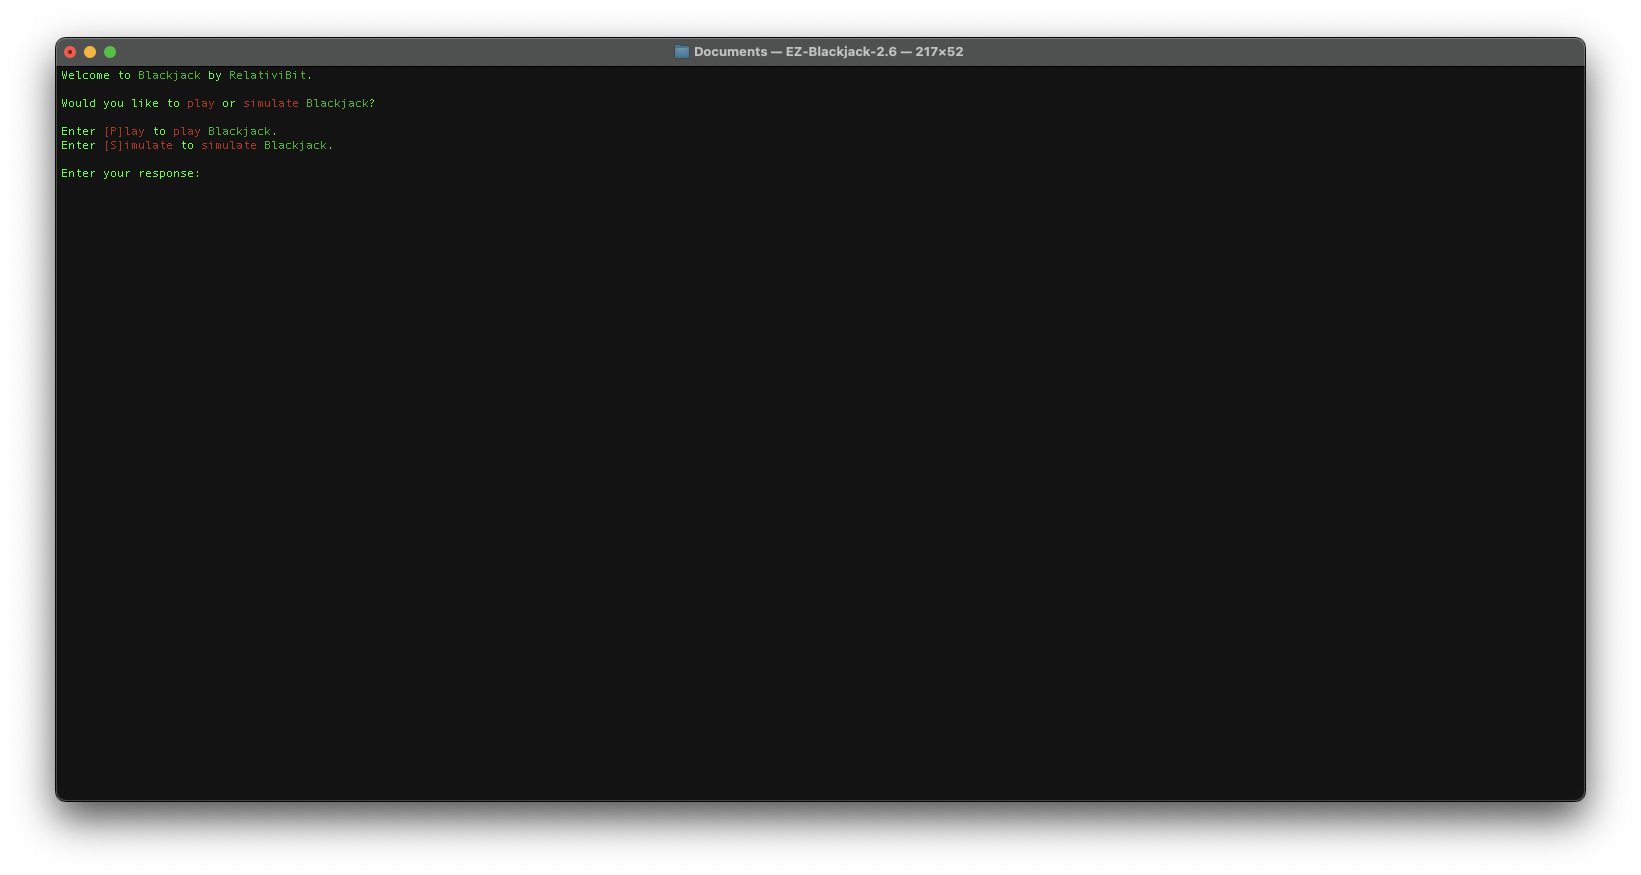 Documents — EZ-Blackjack-2.6 — 217×52
Welcome to Blackjack by RelativiBit.
Would you like to play or simulate Blackjack?
Enter [P]lay to play Blackjack.
Enter [S]imulate to simulate Blackjack.
Enter your response: